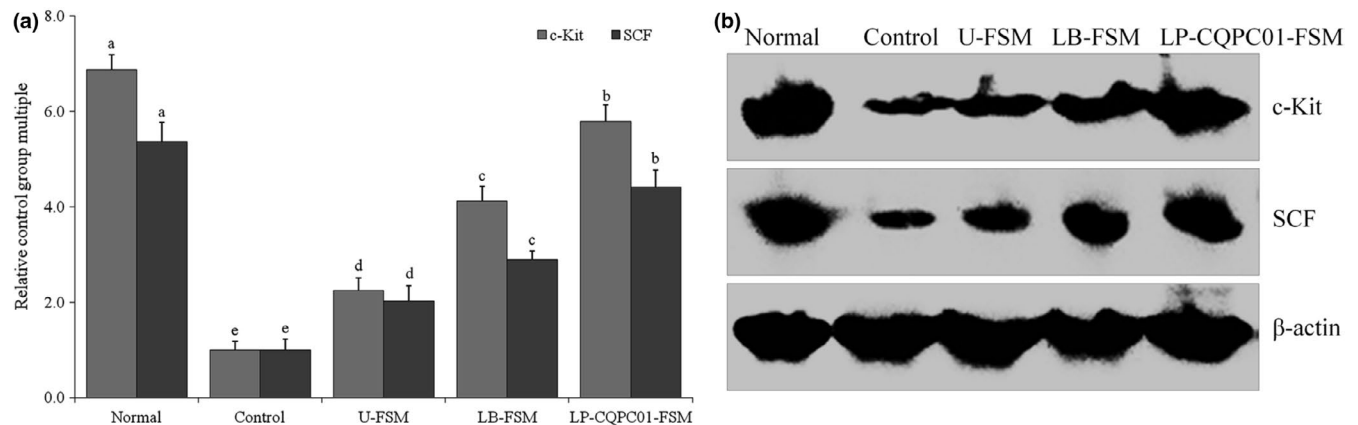 (a)
8.0
6.0
4.0
2.0
0.0
Relative control group multiple
c-Kit SCF
a
a
e e
d d
c
c
b
b
Normal Control U-FSM LB-FSM LP-CQPC01-FSM
(b)
Normal Control U-FSM LB-FSM LP-CQPC01-FSM
c-Kit
SCF
β-actin